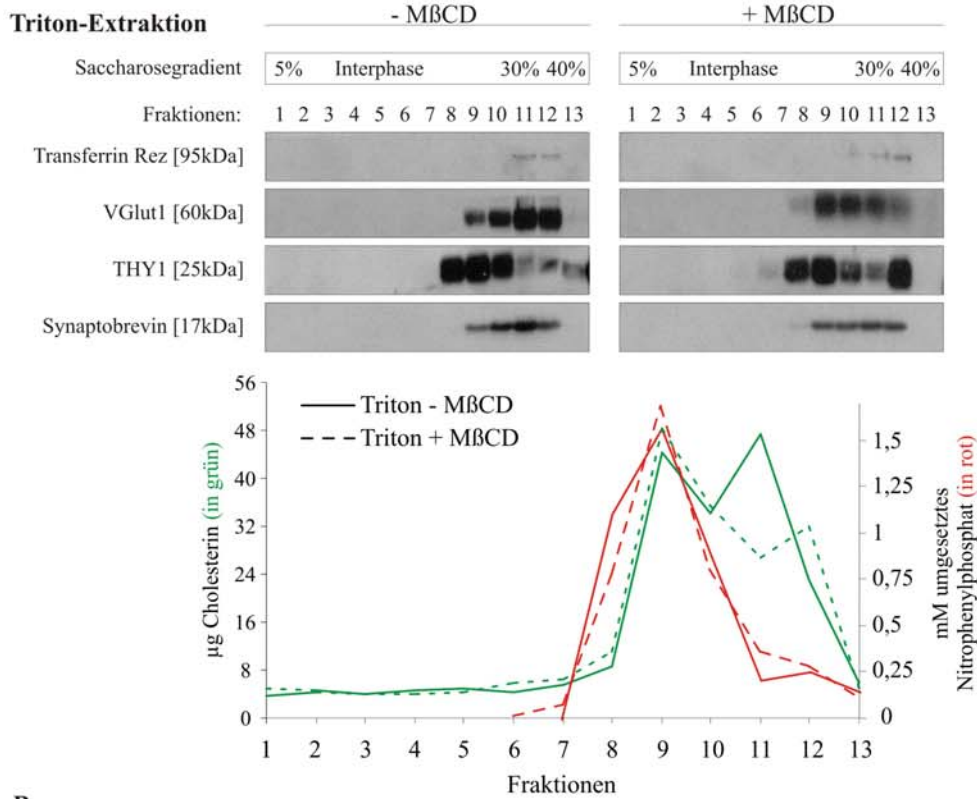 - MßCD + MßCD
Triton-Extraktion
Saccharosegradient 5% Interphase 30% 40% 5% Interphase 30% 40%
Fraktionen: 1 2 3 4 5 6 7 8 9 10 11 12 13 1 2 3 4 5 6 7 8 9 10 11 12 13
Transferrin Rez [95kDa]
VGlut1 [60kDa]
THY1 [25kDa]
Synaptobrevin [17kDa]
56
48
40
32
24
16
8
0
µg Cholesterin (in grün)
Triton - MßCD
Triton + MßCD
1,5
1,25
1
0,75
0,5
0,25
0
mM umgesetztes
Nitrophenylphosphat (in rot)
1 2 3 4 5 6 7 8 9 10 11 12 13
Fraktionen